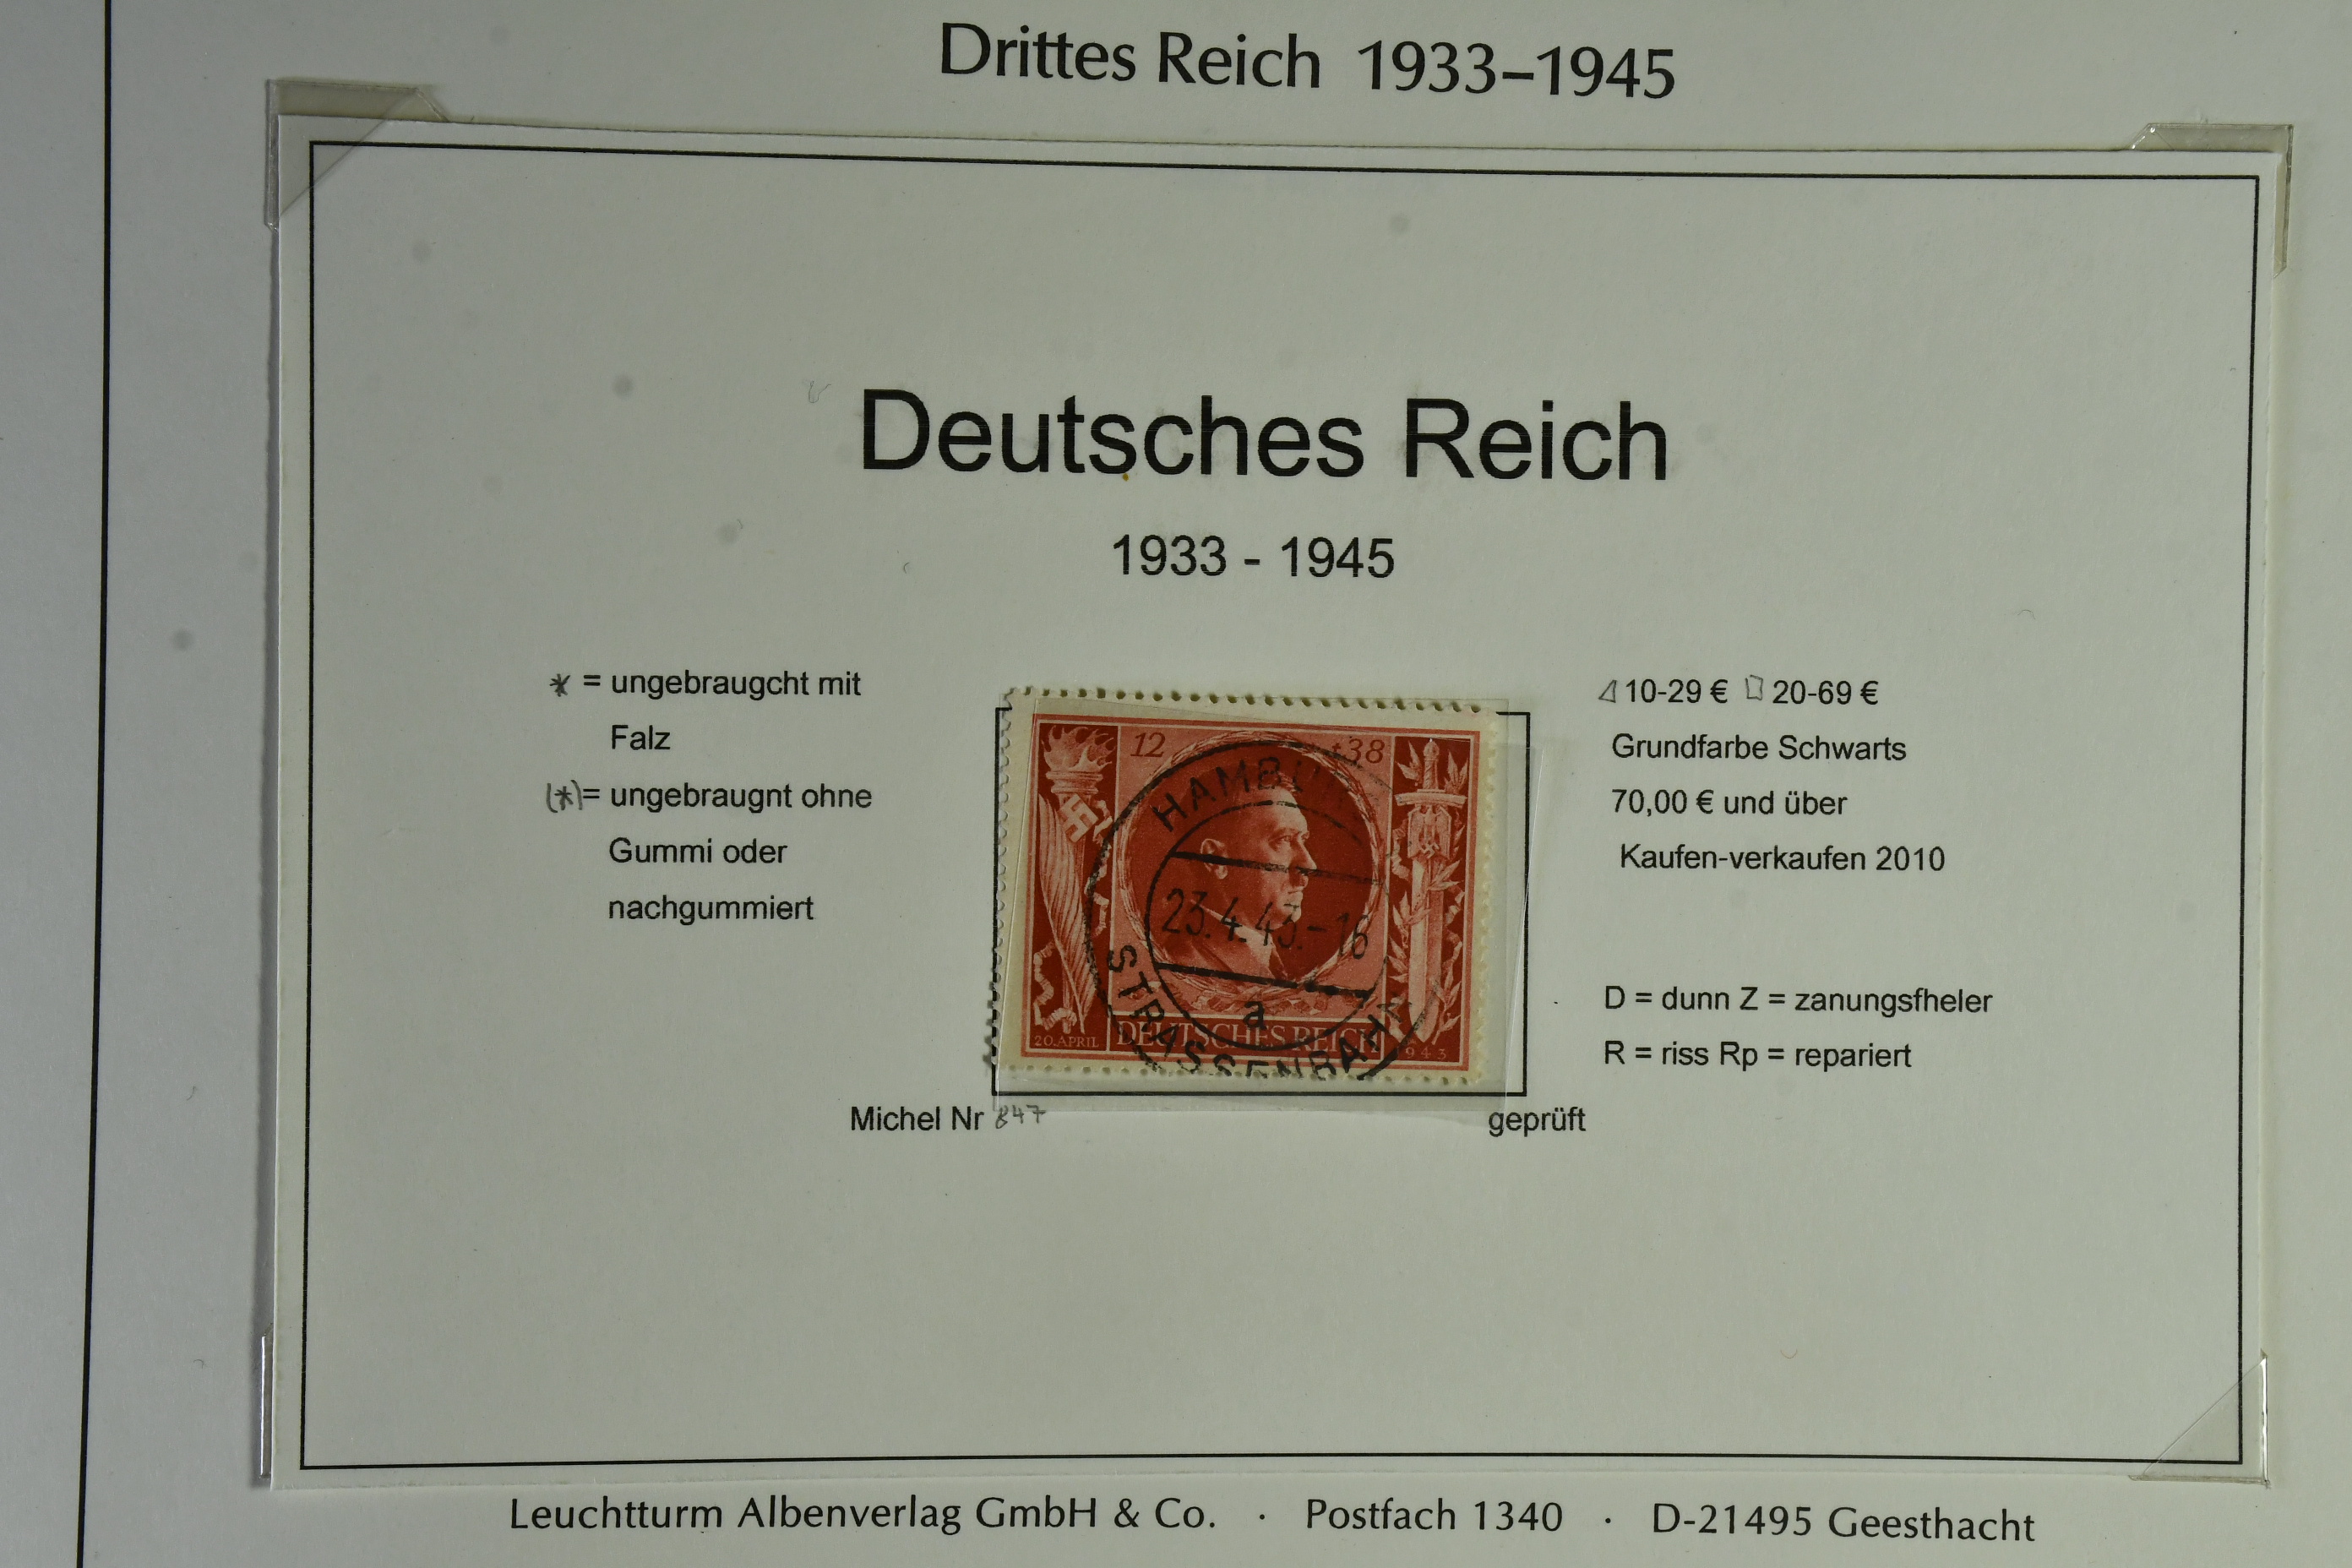 Drittes Reich 1933–1945
Deutsches Reich
1933 - 1945
* = ungebraugcht mit
Falz
(*)= ungebraugnt ohne
Gummi oder
nachgummiert
12 +38
HAMBURG
23.4.43.-16
a
STRASSENBAHN
20.APRIL DEUTSCHES REICH 1943
10-29 € 20-69 €
Grundfarbe Schwarts
70,00 € und über
Kaufen-verkaufen 2010
D = dunn Z = zanungsfheler
R = riss Rp = repariert
Michel Nr 847
geprüft
Leuchtturm Albenverlag GmbH & Co. · Postfach 1340 · D-21495 Geesthacht